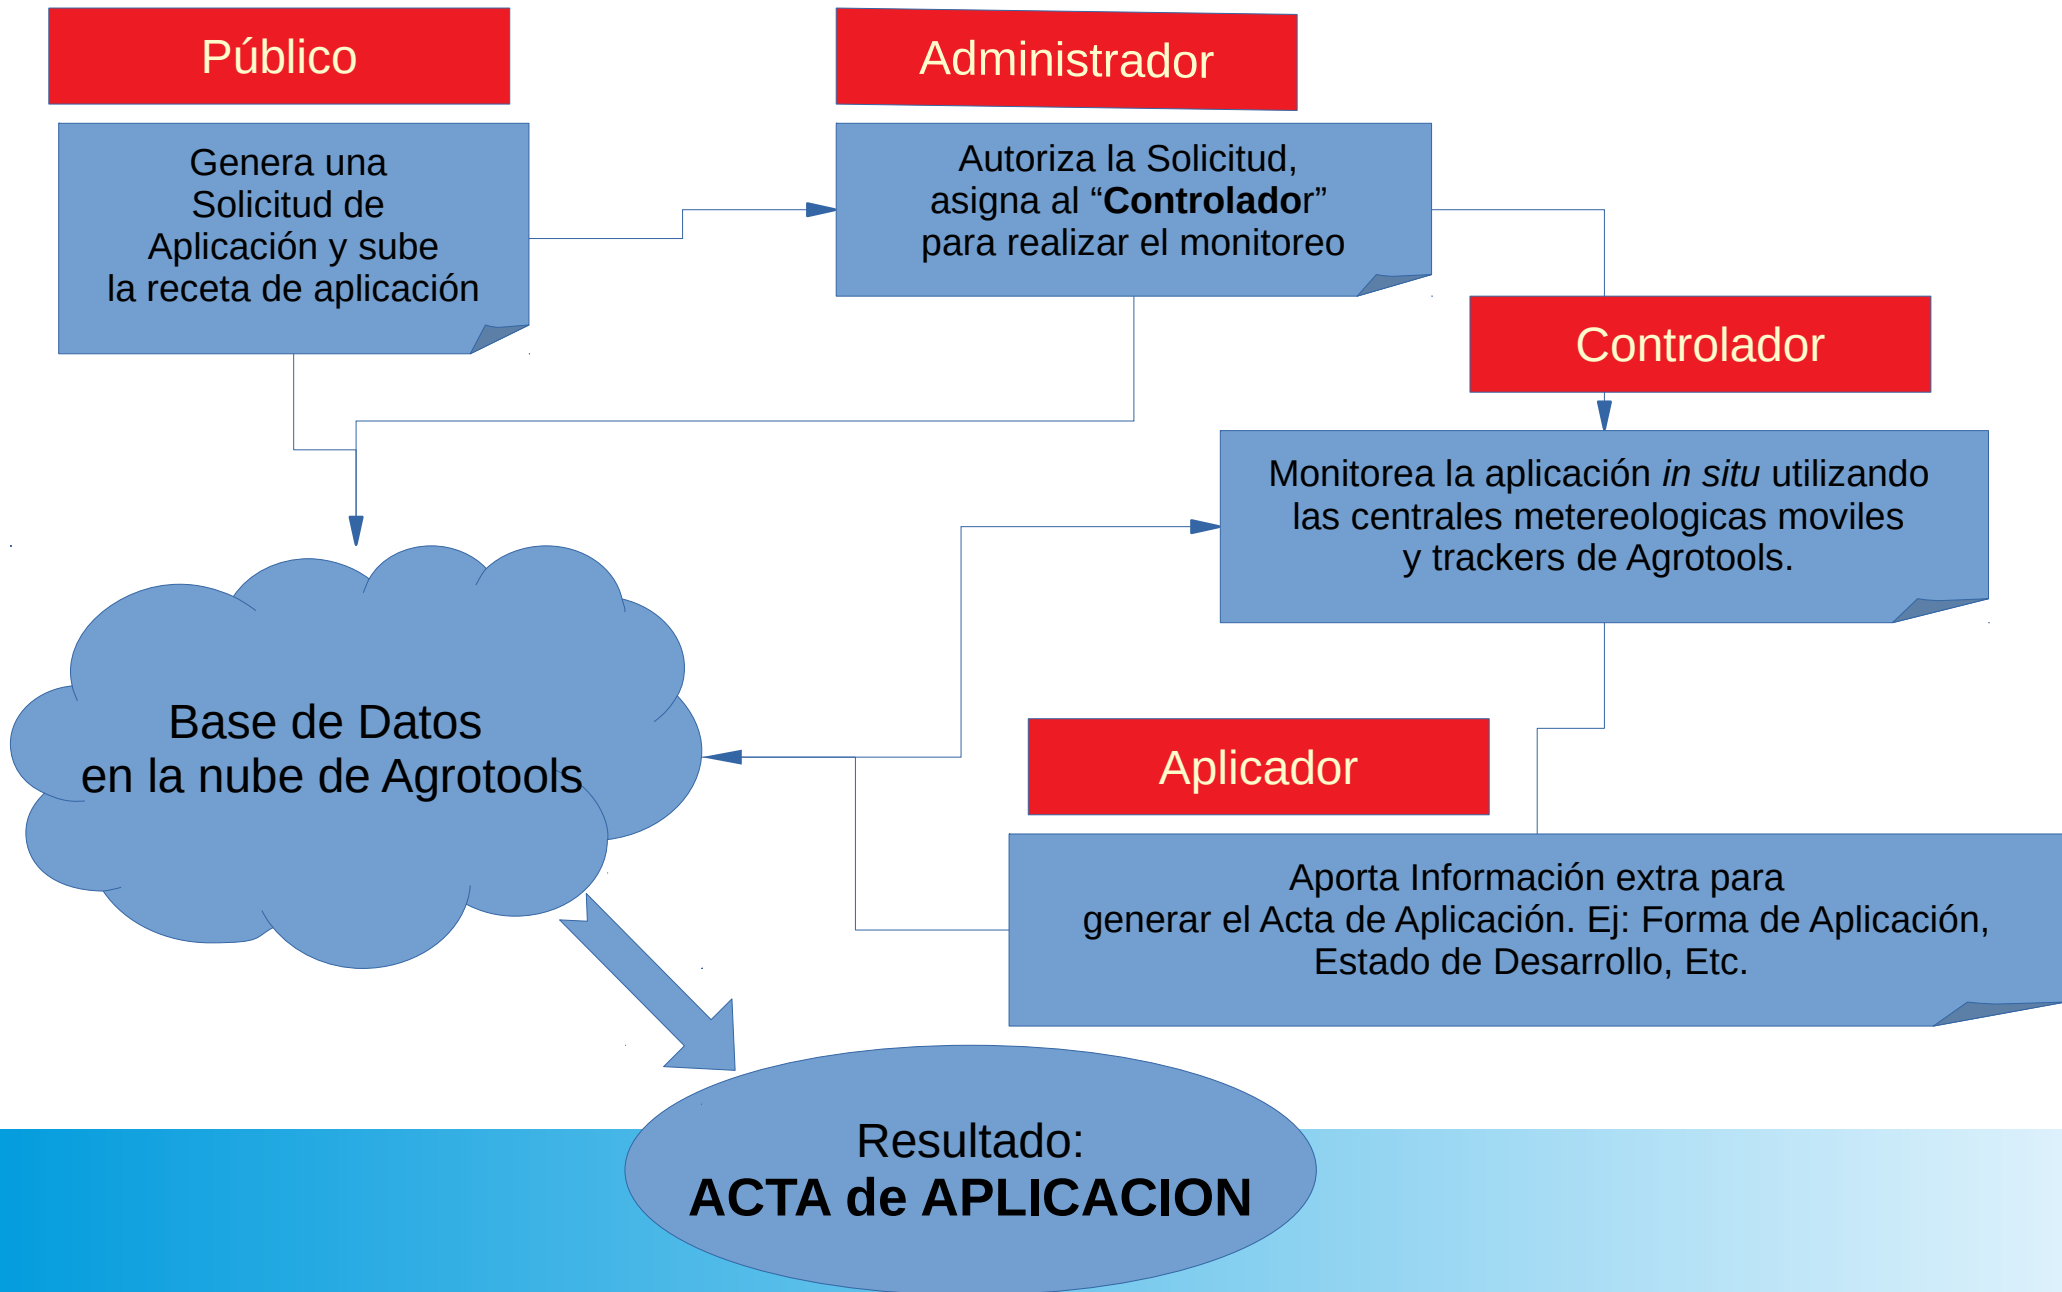 Público
Genera una
Solicitud de
Aplicación y sube
la receta de aplicación
Administrador
Autoriza la Solicitud,
asigna al “Controlador”
para realizar el monitoreo
Controlador
Monitorea la aplicación in situ utilizando
las centrales metereologicas moviles
y trackers de Agrotools.
Base de Datos
en la nube de Agrotools
Aplicador
Aporta Información extra para
generar el Acta de Aplicación. Ej: Forma de Aplicación,
Estado de Desarrollo, Etc.
Resultado:
ACTA de APLICACION